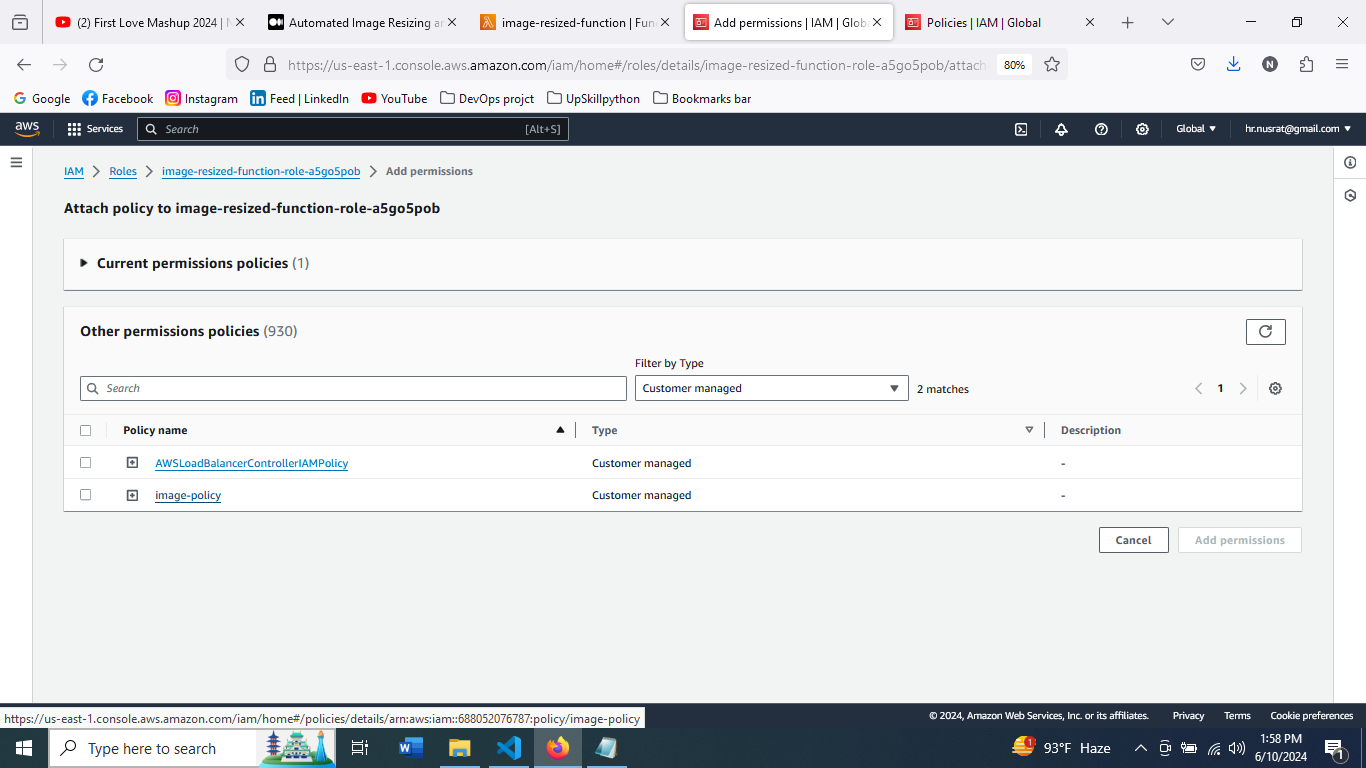 (2) First Love Mashup 2024 | N
Automated Image Resizing an
image-resized-function | Func
Add permissions | IAM | Globa
Policies | IAM | Global
https://us-east-1.console.aws.amazon.com/iam/home#/roles/details/image-resized-function-role-a5go5pob/attach
80%
N
Google
Facebook
Instagram
Feed | LinkedIn
YouTube
DevOps projct
UpSkillpython
Bookmarks bar
aws
Services
Search
[Alt+S]
Global
hr.nusrat@gmail.com
IAM
Roles
image-resized-function-role-a5go5pob
Add permissions
Attach policy to image-resized-function-role-a5go5pob
Current permissions policies (1)
Other permissions policies (930)
Filter by Type
Search
Customer managed
2 matches
1
Policy name
Type
Description
AWSLoadBalancerControllerIAMPolicy
Customer managed
-
image-policy
Customer managed
-
Cancel
Add permissions
https://us-east-1.console.aws.amazon.com/iam/home#/policies/details/arn:aws:iam::688052076787:policy/image-policy
© 2024, Amazon Web Services, Inc. or its affiliates.
Privacy
Terms
Cookie preferences
Type here to search
1
93°F Haze
1:58 PM
6/10/2024
1